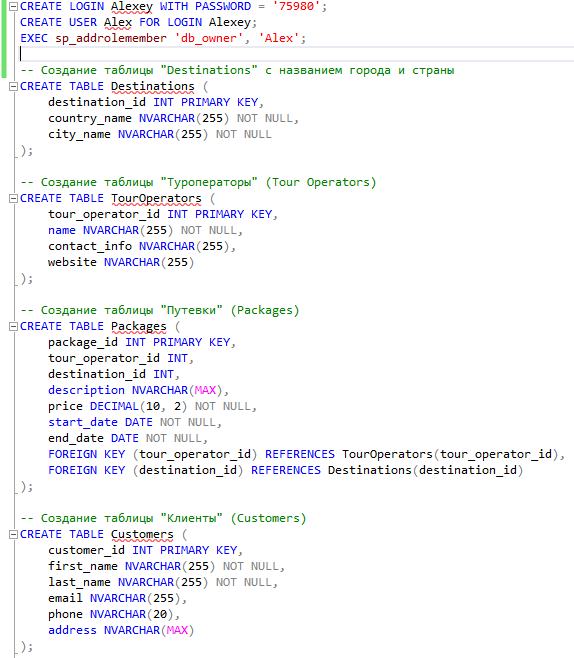 CREATE LOGIN Alexey WITH PASSWORD = '75980';
CREATE USER Alex FOR LOGIN Alexey;
EXEC sp_addrolemember 'db_owner', 'Alex';
-- Создание таблицы "Destinations" с названием города и страны
CREATE TABLE Destinations (
    destination_id INT PRIMARY KEY,
    country_name NVARCHAR(255) NOT NULL,
    city_name NVARCHAR(255) NOT NULL
);
-- Создание таблицы "Туроператоры" (Tour Operators)
CREATE TABLE TourOperators (
    tour_operator_id INT PRIMARY KEY,
    name NVARCHAR(255) NOT NULL,
    contact_info NVARCHAR(255),
    website NVARCHAR(255)
);
-- Создание таблицы "Путевки" (Packages)
CREATE TABLE Packages (
    package_id INT PRIMARY KEY,
    tour_operator_id INT,
    destination_id INT,
    description NVARCHAR(MAX),
    price DECIMAL(10, 2) NOT NULL,
    start_date DATE NOT NULL,
    end_date DATE NOT NULL,
    FOREIGN KEY (tour_operator_id) REFERENCES TourOperators(tour_operator_id),
    FOREIGN KEY (destination_id) REFERENCES Destinations(destination_id)
);
-- Создание таблицы "Клиенты" (Customers)
CREATE TABLE Customers (
    customer_id INT PRIMARY KEY,
    first_name NVARCHAR(255) NOT NULL,
    last_name NVARCHAR(255) NOT NULL,
    email NVARCHAR(255),
    phone NVARCHAR(20),
    address NVARCHAR(MAX)
);